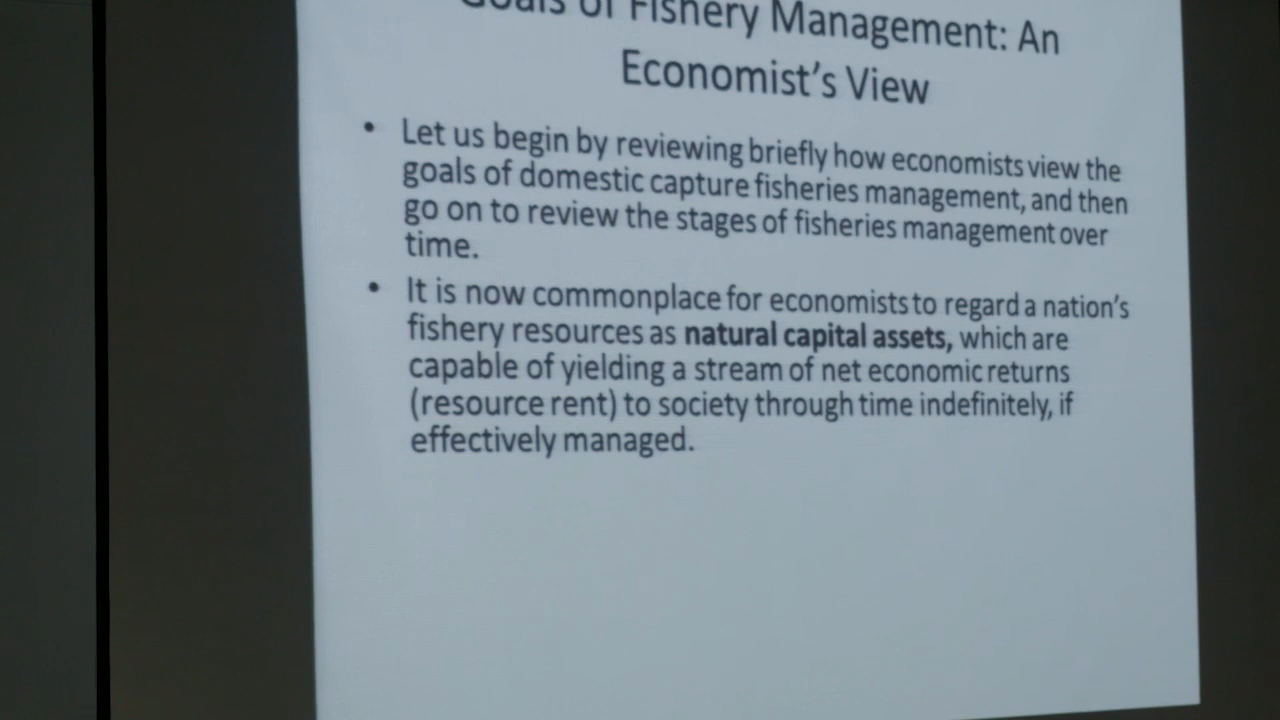 Goals of Fishery Management: An
Economist's View
• Let us begin by reviewing briefly how economists view the
goals of domestic capture fisheries management, and then
go on to review the stages of fisheries management over
time.
• It is now commonplace for economists to regard a nation's
fishery resources as natural capital assets, which are
capable of yielding a stream of net economic returns
(resource rent) to society through time indefinitely, if
effectively managed.